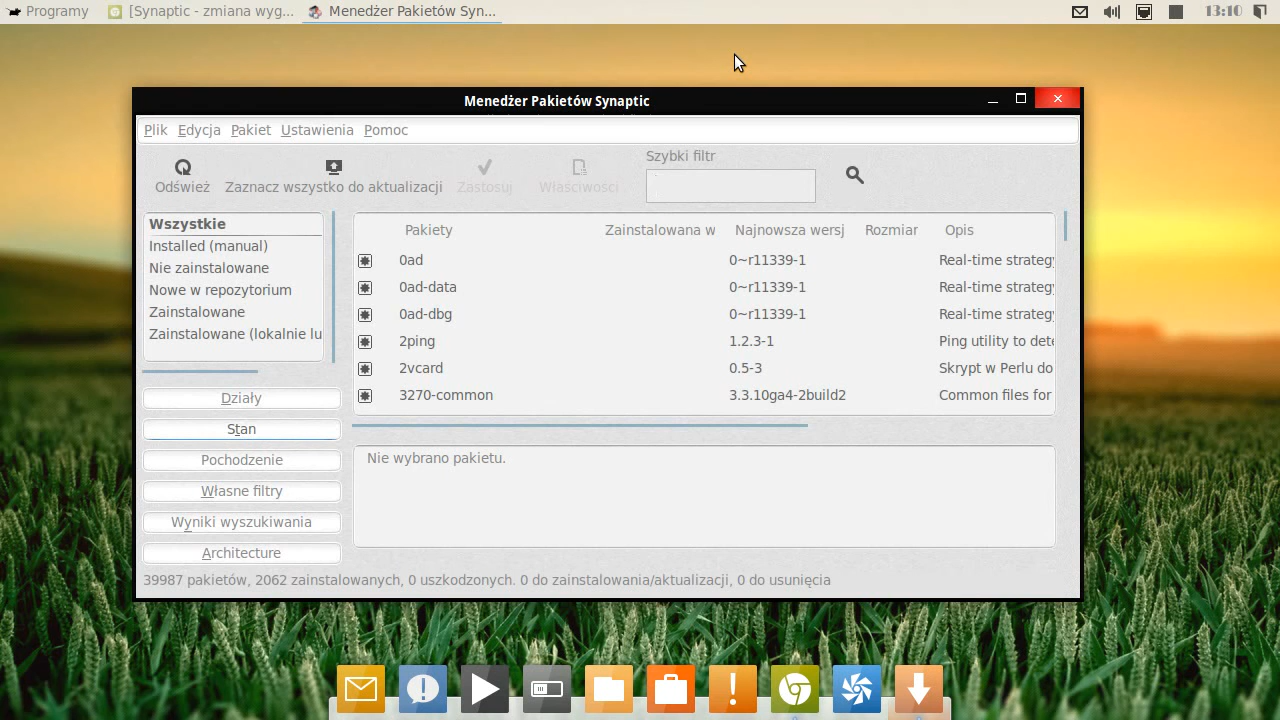 Programy [Synaptic - zmiana wyg... Menedżer Pakietów Syn... 13:10
Menedżer Pakietów Synaptic
Plik Edycja Pakiet Ustawienia Pomoc
Szybki filtr
Odśwież Zaznacz wszystko do aktualizacji Zastosuj Właściwości
Wszystkie
Installed (manual)
Nie zainstalowane
Nowe w repozytorium
Zainstalowane
Zainstalowane (lokalnie lu
Działy
Stan
Pochodzenie
Własne filtry
Wyniki wyszukiwania
Architecture
Pakiety Zainstalowana w Najnowsza wersj Rozmiar Opis
0ad 0~r11339-1 Real-time strategy
0ad-data 0~r11339-1 Real-time strategy
0ad-dbg 0~r11339-1 Real-time strategy
2ping 1.2.3-1 Ping utility to dete
2vcard 0.5-3 Skrypt w Perlu do
3270-common 3.3.10ga4-2build2 Common files for
Nie wybrano pakietu.
39987 pakietów, 2062 zainstalowanych, 0 uszkodzonych. 0 do zainstalowania/aktualizacji, 0 do usunięcia